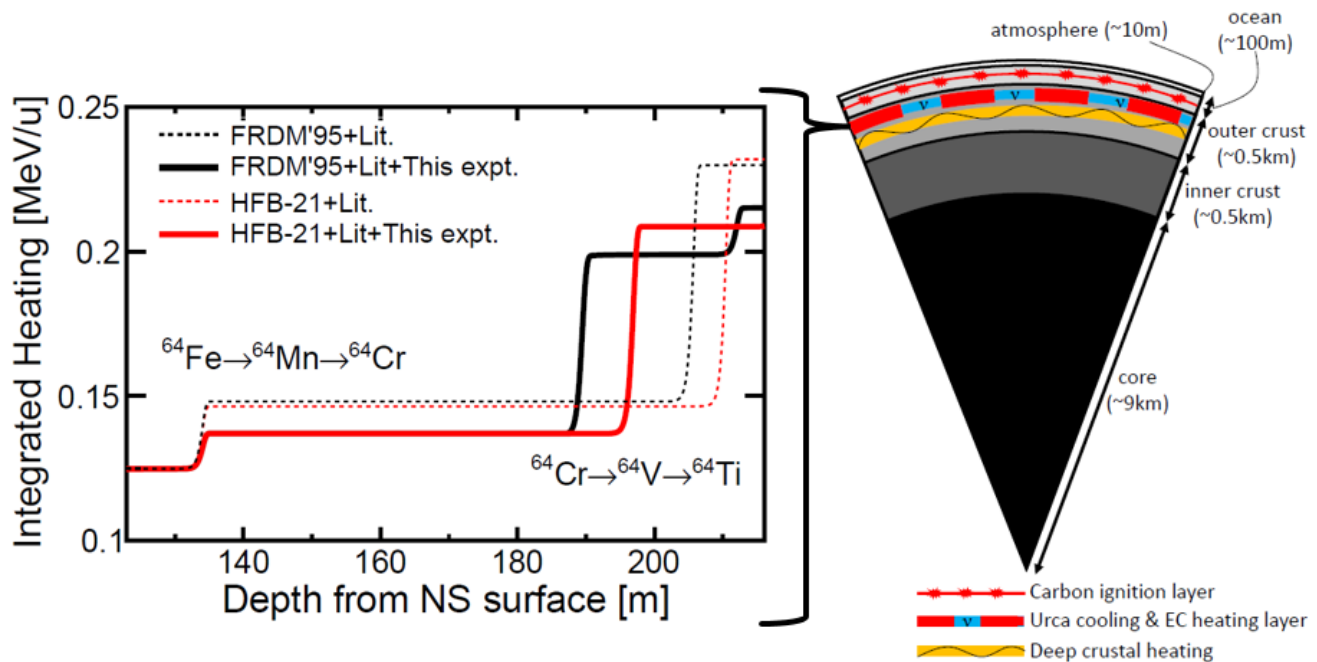 Integrated Heating [MeV/u]
0.25
0.2
0.15
0.1
FRDM'95+Lit.
FRDM'95+Lit+This expt.
HFB-21+Lit.
HFB-21+Lit+This expt.
⁶⁴Fe→⁶⁴Mn→⁶⁴Cr
⁶⁴Cr→⁶⁴V→⁶⁴Ti
140 160 180 200
Depth from NS surface [m]
atmosphere (~10m)
ocean
(~100m)
ν ν ν ν
outer crust
(~0.5km)
inner crust
(~0.5km)
core
(~9km)
Carbon ignition layer
ν
Urca cooling & EC heating layer
Deep crustal heating